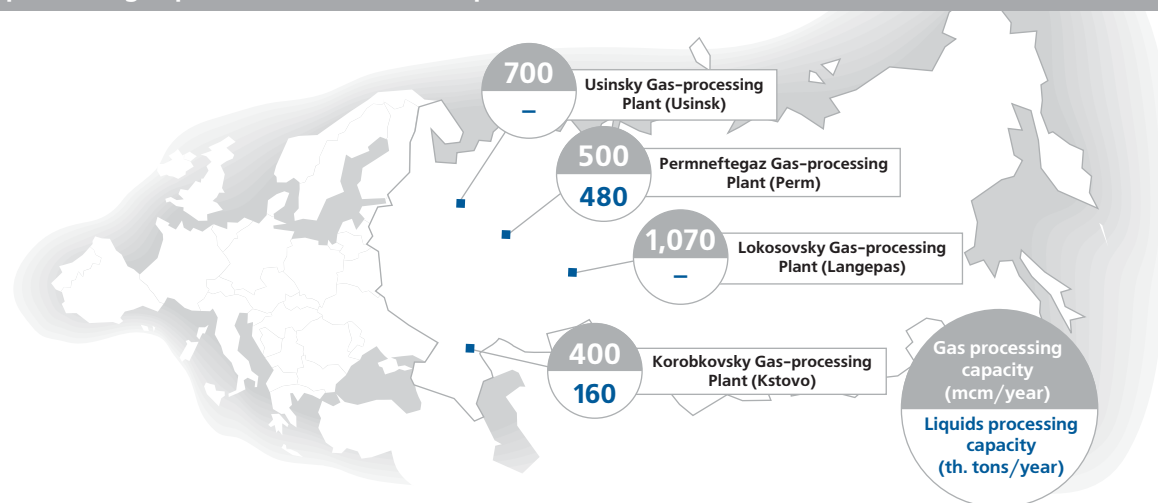 700
–
Usinsky Gas–processing
Plant (Usinsk)
500
480
Permneftegaz Gas–processing
Plant (Perm)
1,070
–
Lokosovsky Gas–processing
Plant (Langepas)
400
160
Korobkovsky Gas–processing
Plant (Kstovo)
Gas processing
capacity
(mcm/year)
Liquids processing
capacity
(th. tons/year)